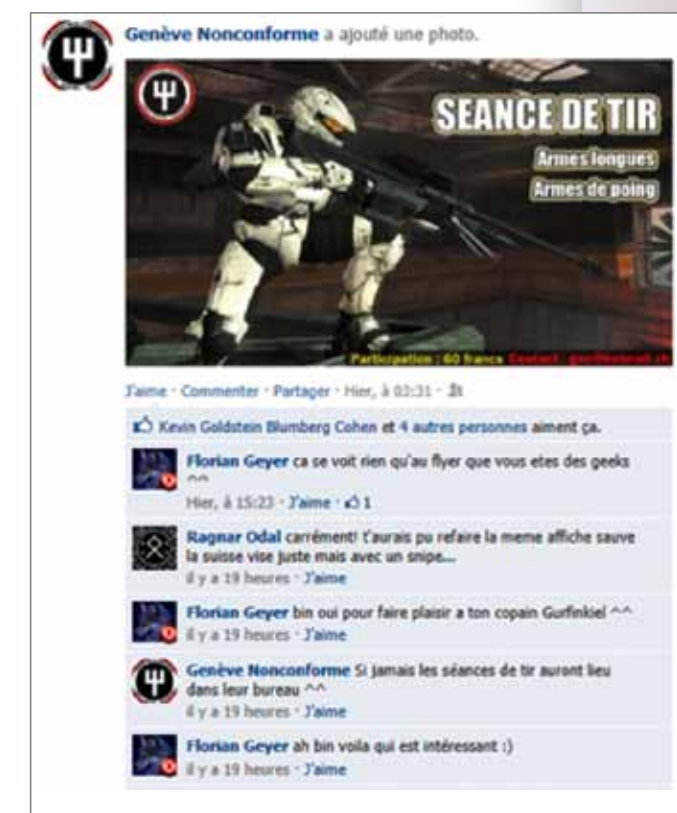 Genève Nonconforme a ajouté une photo.
SEANCE DE TIR
Armes longues
Armes de poing
Participation : 60 francs Contact :
J'aime · Commenter · Partager · Hier, à 03:31 ·
Kevin Goldstein Blumberg Cohen et 4 autres personnes aiment ça.
Florian Geyer ca se voit rien qu'au flyer que vous etes des geeks
^^
Hier, à 15:23 · J'aime · 1
Ragnar Odal carrément! t'aurais pu refaire la meme affiche sauve
la suisse vise juste mais avec un snipe...
il y a 19 heures · J'aime
Florian Geyer bin oui pour faire plaisir a ton copain Gurfinkiel ^^
il y a 19 heures · J'aime
Genève Nonconforme Si jamais les séances de tir auront lieu
dans leur bureau ^^
il y a 19 heures · J'aime
Florian Geyer ah bin voila qui est intéressant :)
il y a 19 heures · J'aime